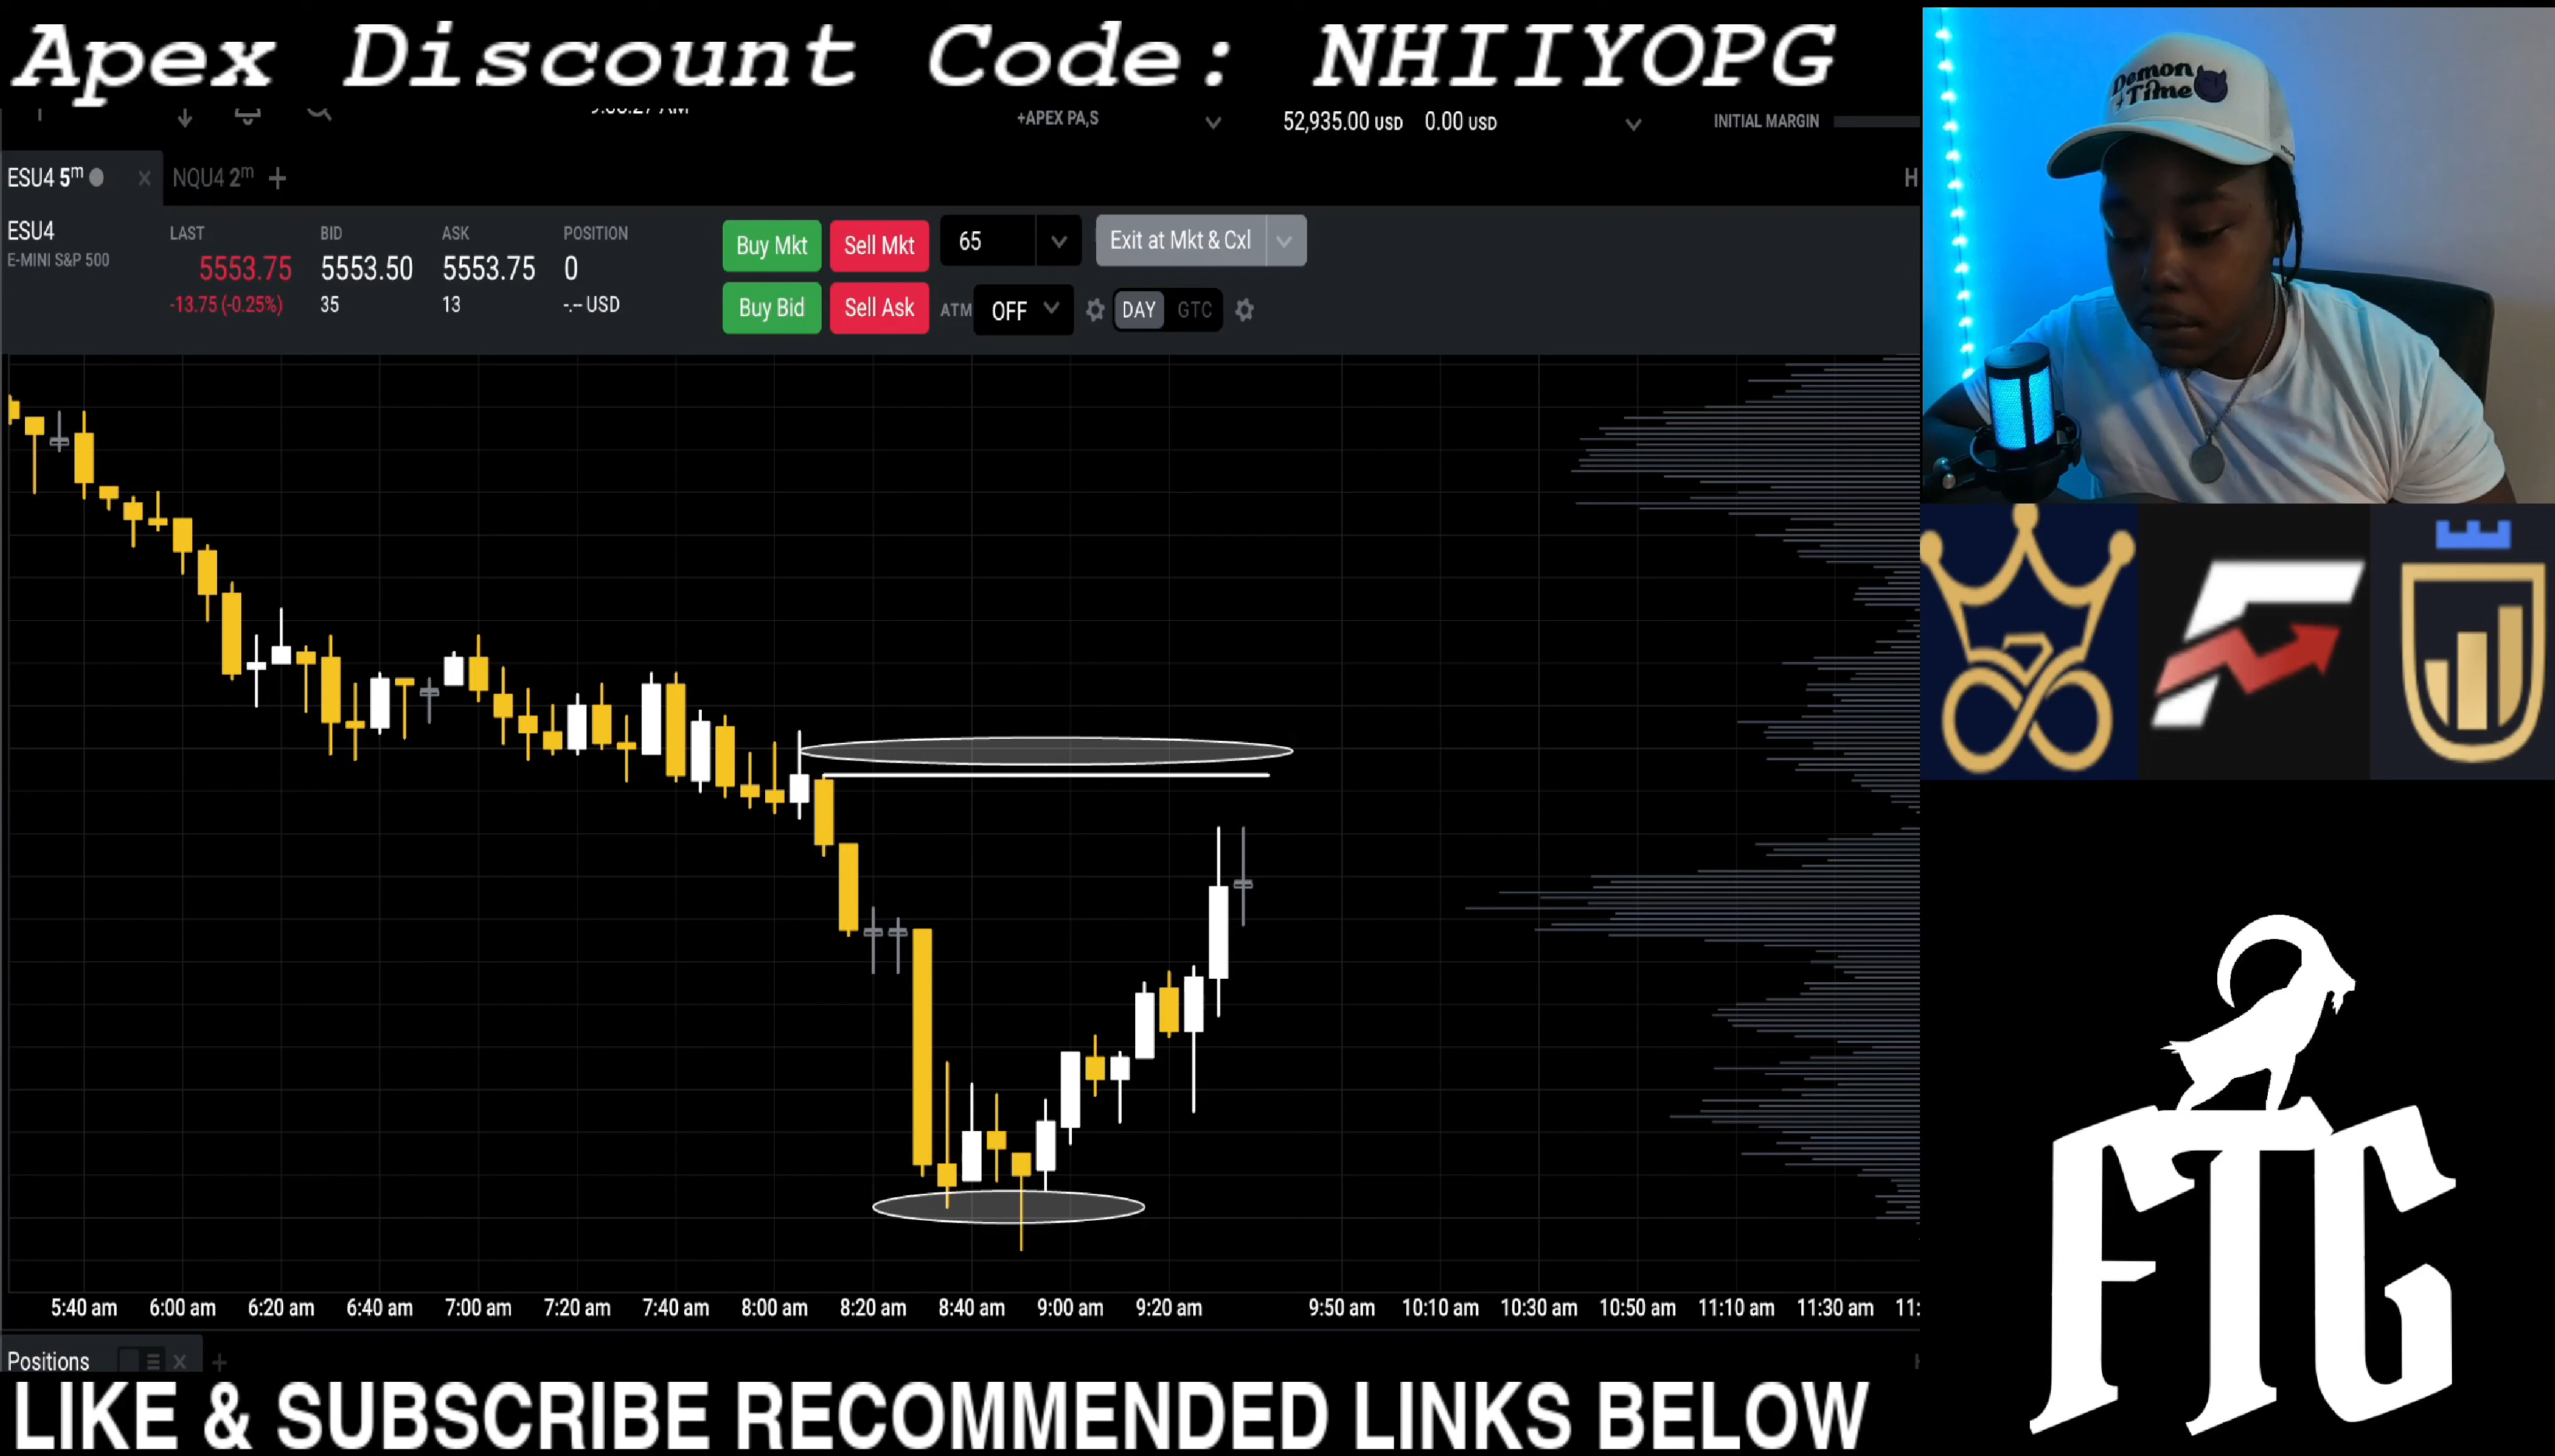 Apex Discount Code: NHIIYOPG
+APEX PA,S
52,935.00 USD 0.00 USD
INITIAL MARGIN
ESU4 5m
NQU4 2m
ESU4
E-MINI S&P 500
LAST
5553.75
-13.75 (-0.25%)
BID
5553.50
35
ASK
5553.75
13
POSITION
0
-.-- USD
Buy Mkt
Sell Mkt
65
Exit at Mkt & Cxl
Buy Bid
Sell Ask
ATM
OFF
DAY
GTC
Demon
Time
5:40 am 6:00 am 6:20 am 6:40 am 7:00 am 7:20 am 7:40 am 8:00 am 8:20 am 8:40 am 9:00 am 9:20 am 9:50 am 10:10 am 10:30 am 10:50 am 11:10 am 11:30 am 11:
Positions
LIKE & SUBSCRIBE RECOMMENDED LINKS BELOW
FTG